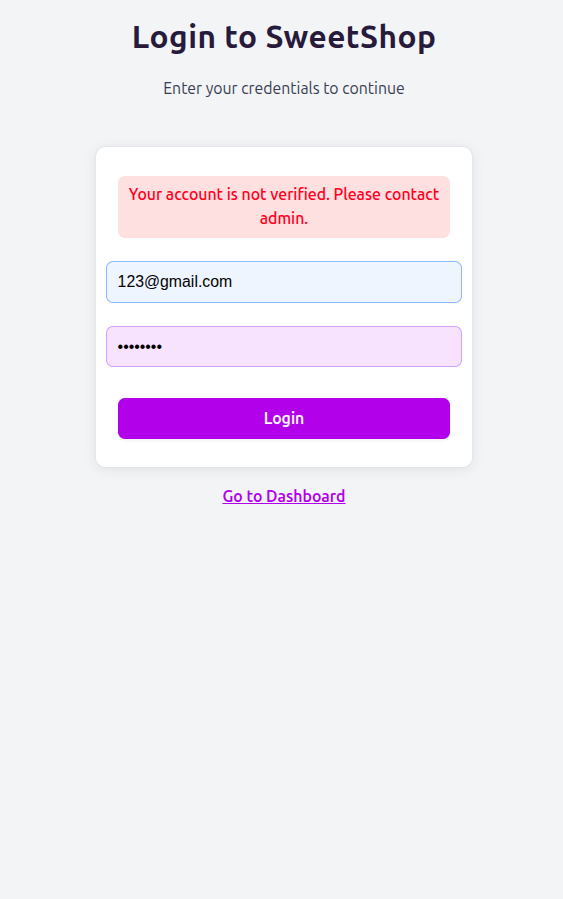 Login to SweetShop
Enter your credentials to continue
Your account is not verified. Please contact
admin.
123@gmail.com
••••••••
Login
Go to Dashboard